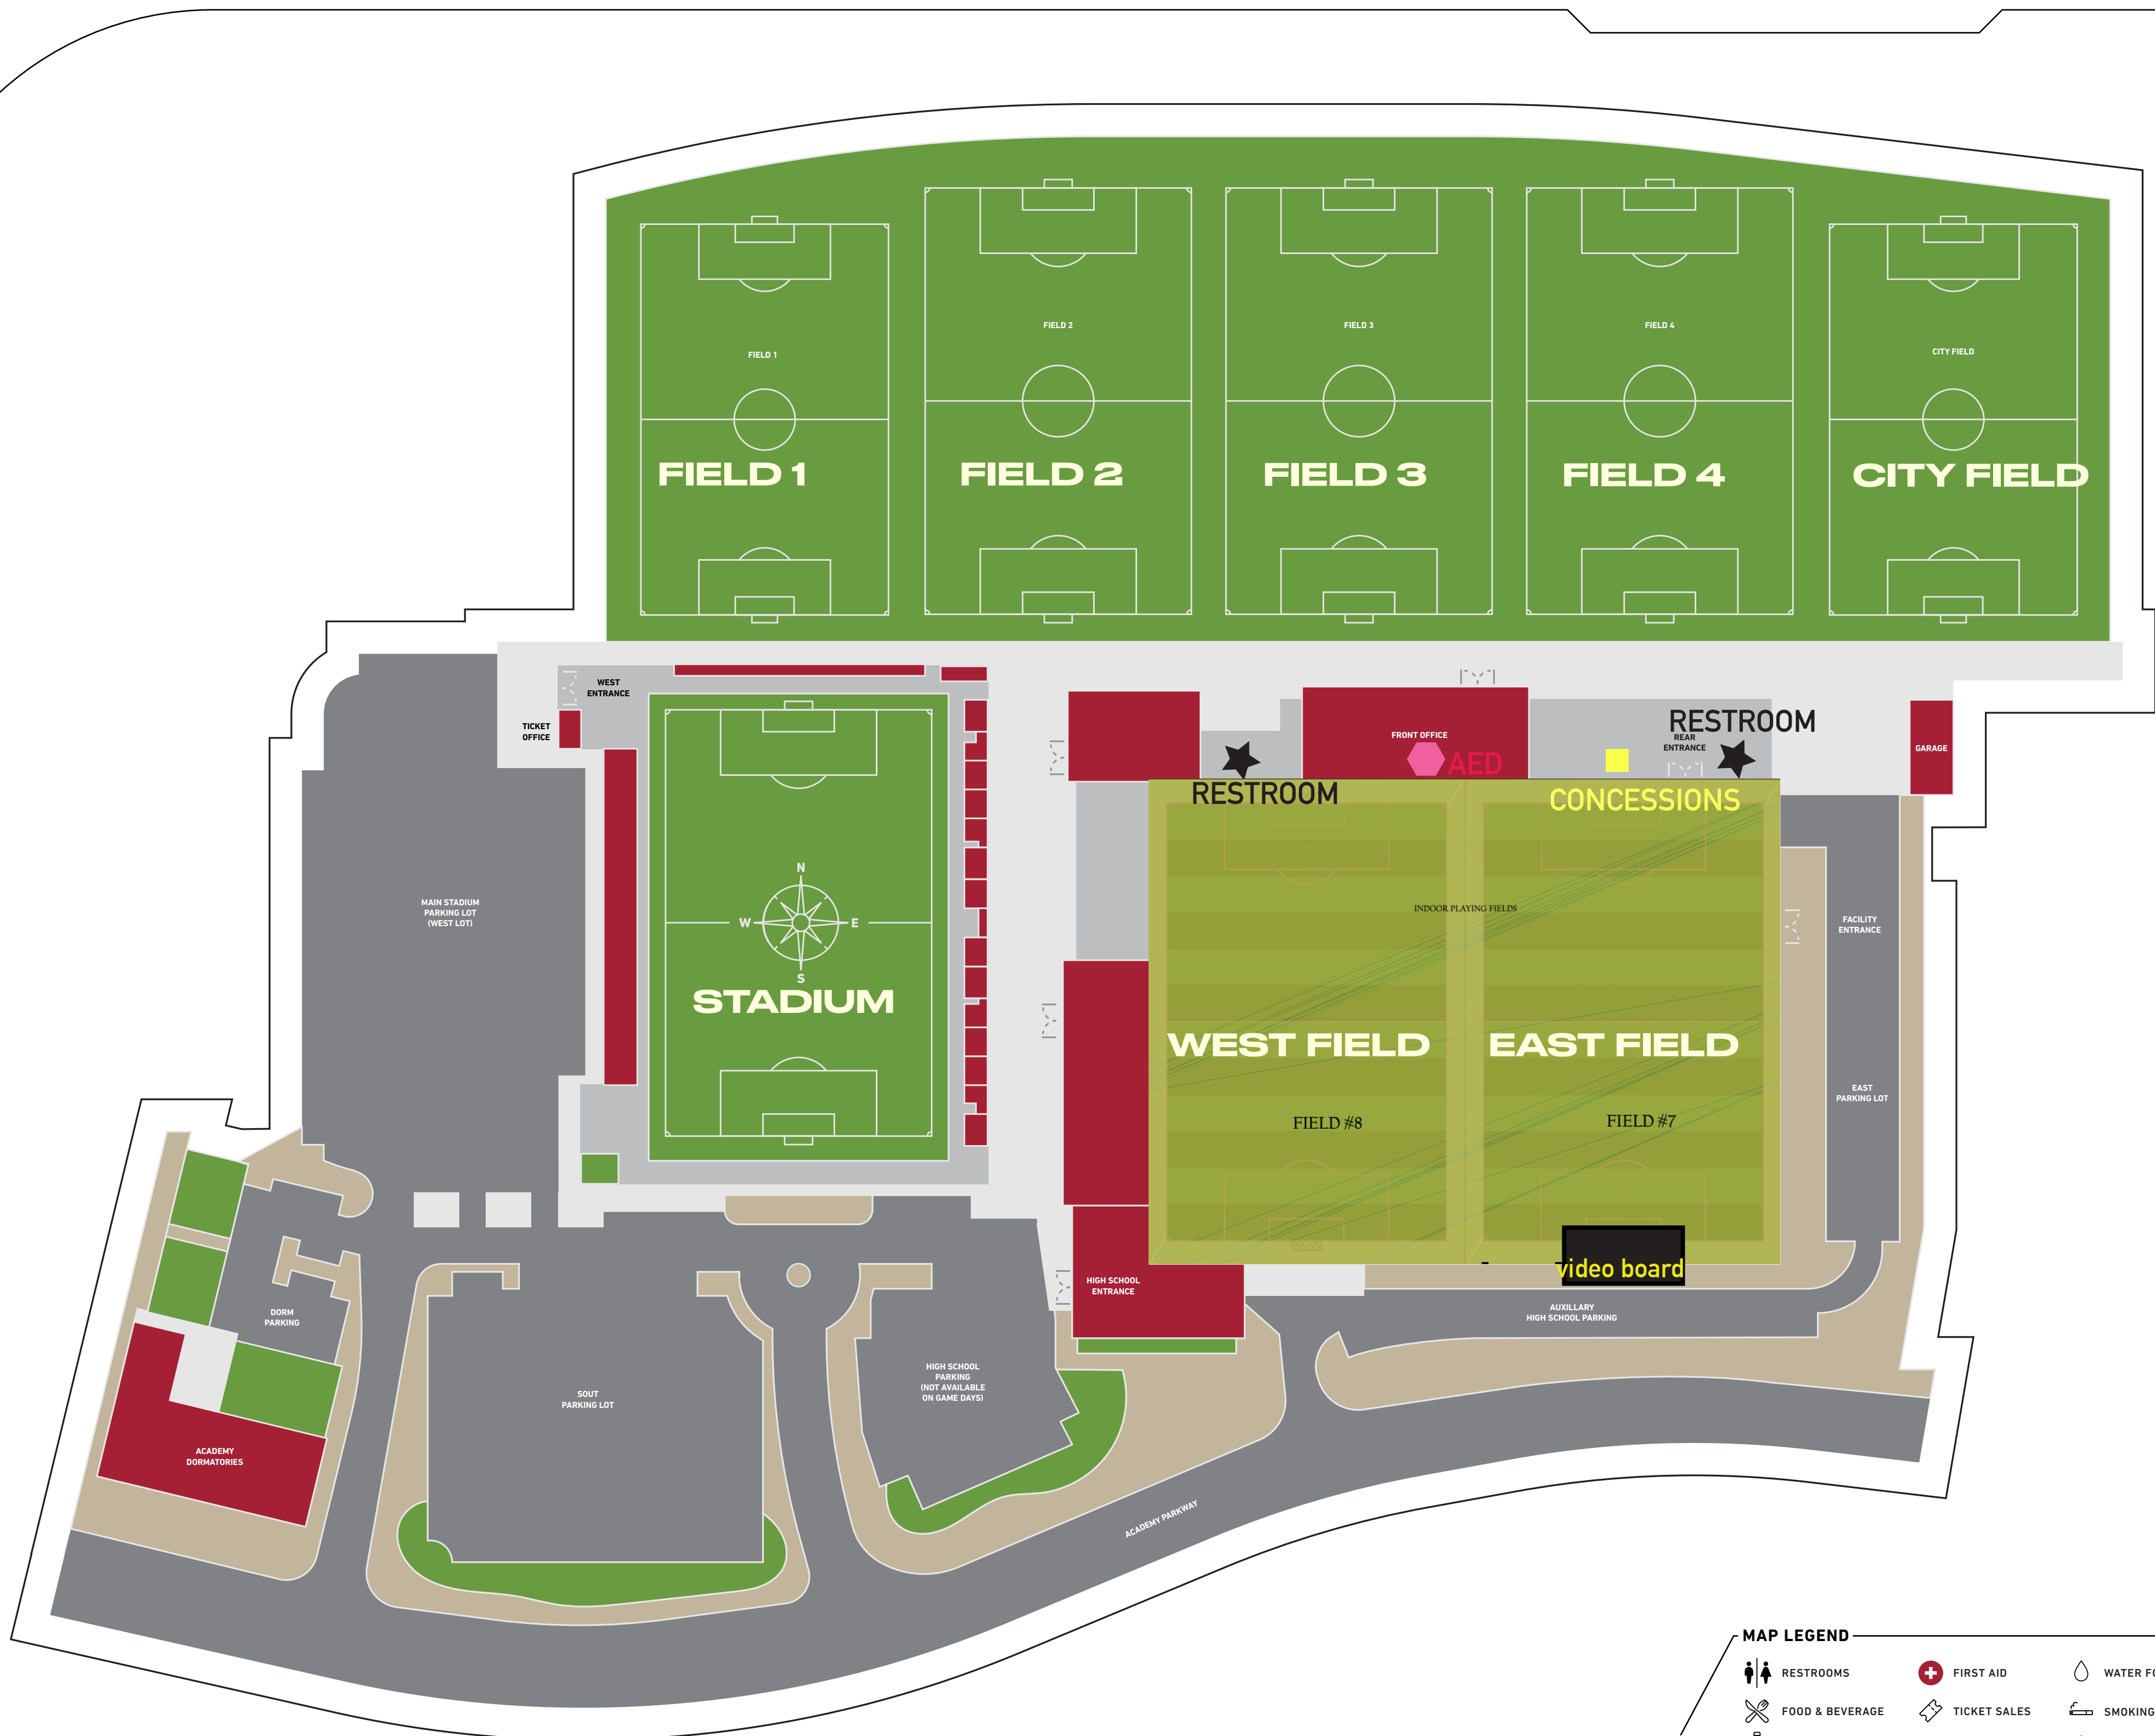 FIELD 2
FIELD 3
FIELD 4
CITY FIELD
FIELD 1
FIELD 1
FIELD 2
FIELD 3
FIELD 4
CITY FIELD
WEST
ENTRANCE
TICKET
OFFICE
FRONT OFFICE
AED
RESTROOM
REAR
ENTRANCE
GARAGE
RESTROOM
CONCESSIONS
N
W
E
S
STADIUM
MAIN STADIUM
PARKING LOT
(WEST LOT)
INDOOR PLAYING FIELDS
FACILITY
ENTRANCE
WEST FIELD
EAST FIELD
EAST
PARKING LOT
FIELD #8
FIELD #7
video board
HIGH SCHOOL
ENTRANCE
AUXILLARY
HIGH SCHOOL PARKING
DORM
PARKING
HIGH SCHOOL
PARKING
(NOT AVAILABLE
ON GAME DAYS)
SOUT
PARKING LOT
ACADEMY
DORMATORIES
ACADEMY PARKWAY
MAP LEGEND
RESTROOMS
FIRST AID
WATER FO
FOOD & BEVERAGE
TICKET SALES
SMOKING